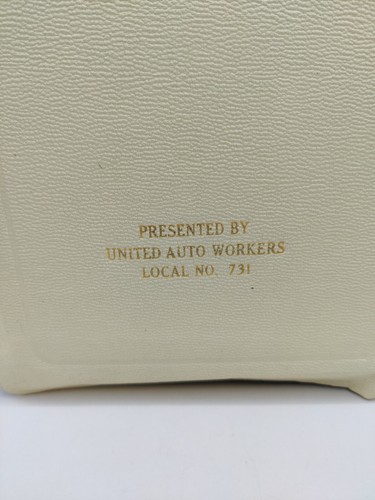 PRESENTED BY
UNITED AUTO WORKERS
LOCAL NO. 731